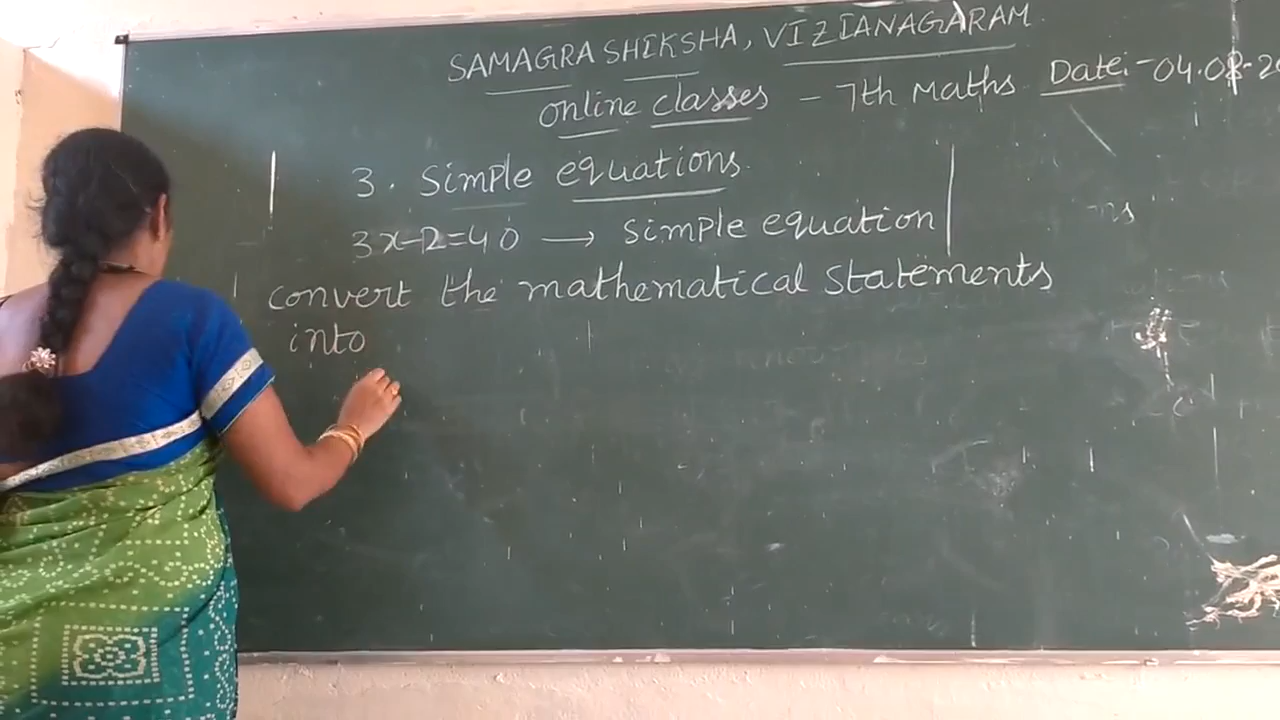 SAMAGRA SHIKSHA, VIZIANAGARAM
online classes - 7th Maths Date:- 04.08.20
3. Simple equations
3x-12=40 → simple equation
convert the mathematical statements
into